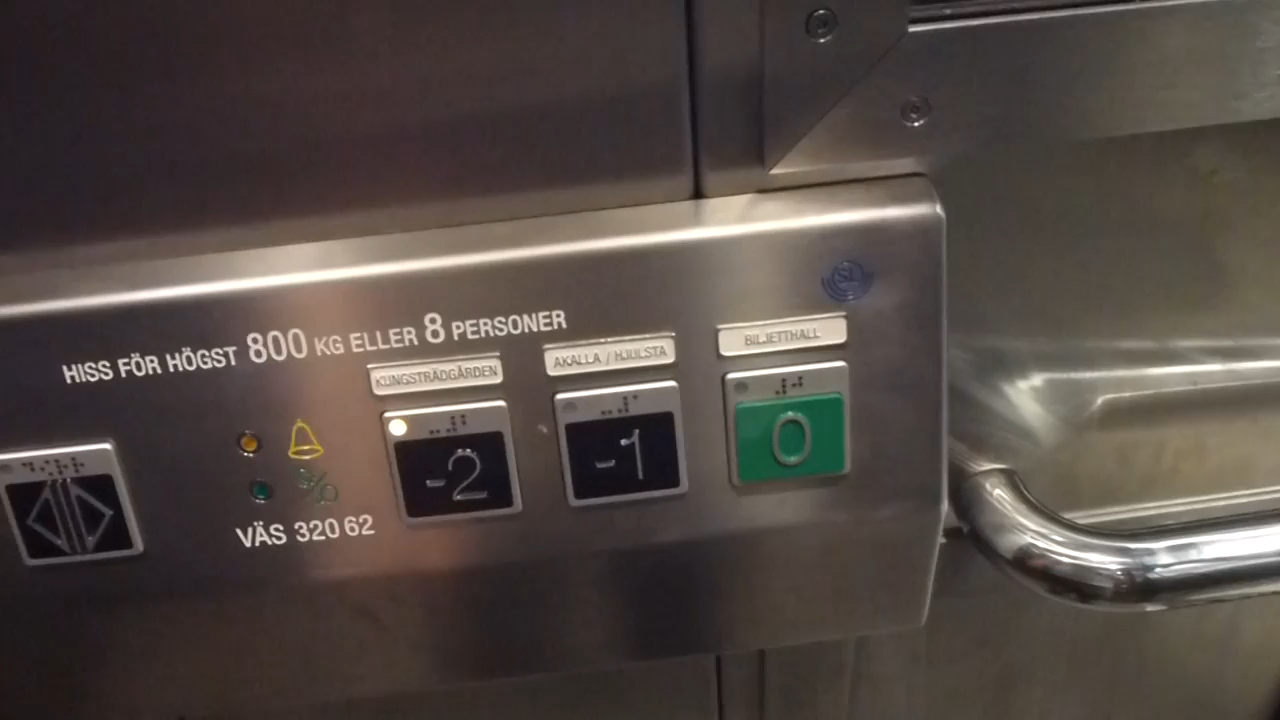 SL
HISS FÖR HÖGST 800 KG ELLER 8 PERSONER
KUNGSTRÄDGÅRDEN
AKALLA / HJULSTA
BILJETTHALL
-2
-1
0
VÄS 320 62